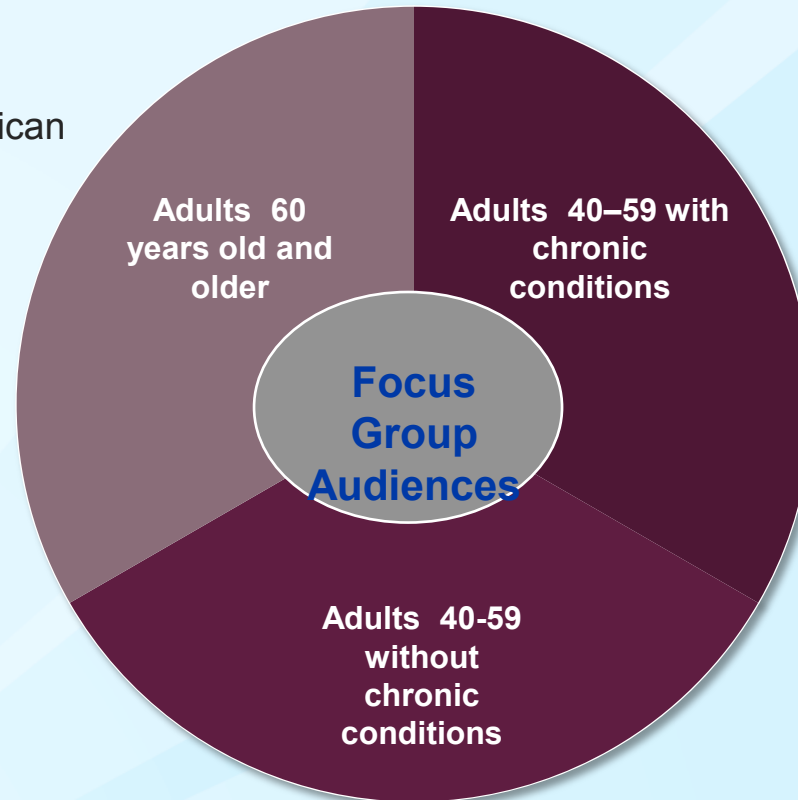 ican
Adults 60
years old and
older
Adults 40–59 with
chronic
conditions
Focus
Group
Audiences
Adults 40-59
without
chronic
conditions